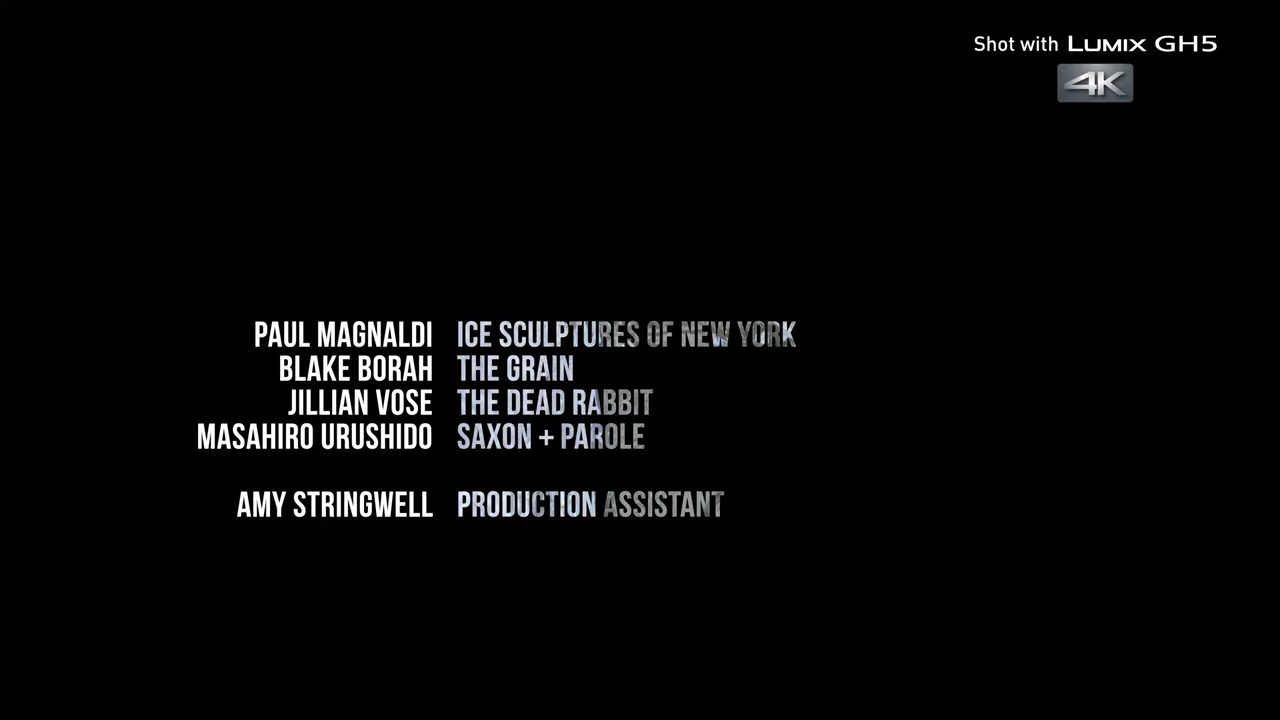 Shot with LUMIX GH5
4K
PAUL MAGNALDI ICE SCULPTURES OF NEW YORK
BLAKE BORAH THE GRAIN
JILLIAN VOSE THE DEAD RABBIT
MASAHIRO URUSHIDO SAXON + PAROLE
AMY STRINGWELL PRODUCTION ASSISTANT